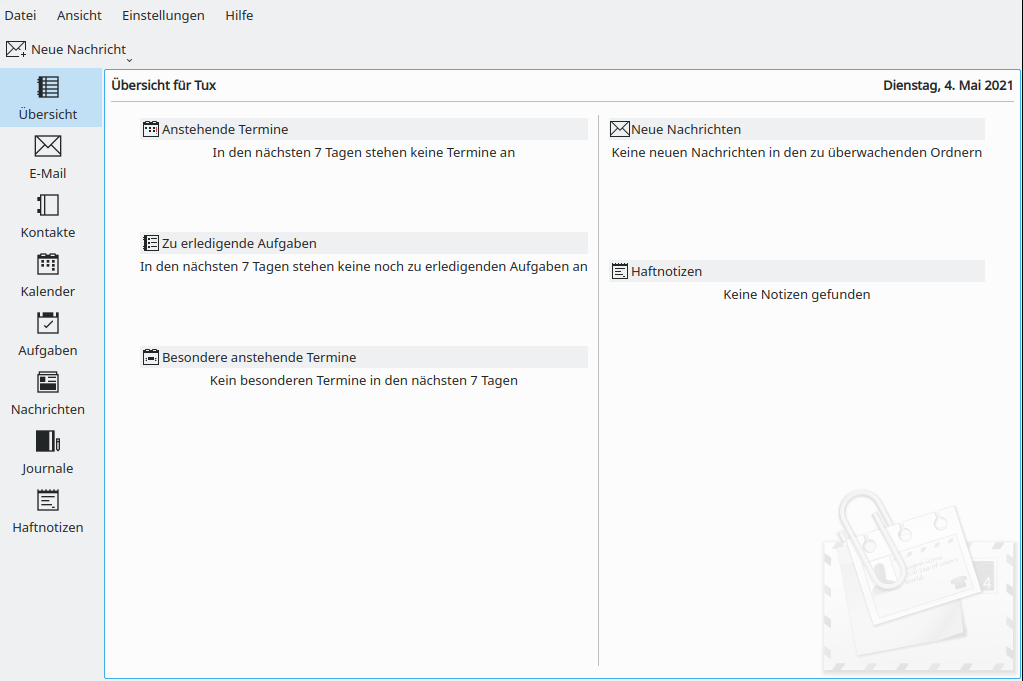 Datei Ansicht Einstellungen Hilfe
Neue Nachricht
Übersicht
E-Mail
Kontakte
Kalender
Aufgaben
Nachrichten
Journale
Haftnotizen
Übersicht für Tux Dienstag, 4. Mai 2021
Anstehende Termine
In den nächsten 7 Tagen stehen keine Termine an
Zu erledigende Aufgaben
In den nächsten 7 Tagen stehen keine noch zu erledigenden Aufgaben an
Besondere anstehende Termine
Kein besonderen Termine in den nächsten 7 Tagen
Neue Nachrichten
Keine neuen Nachrichten in den zu überwachenden Ordnern
Haftnotizen
Keine Notizen gefunden
4